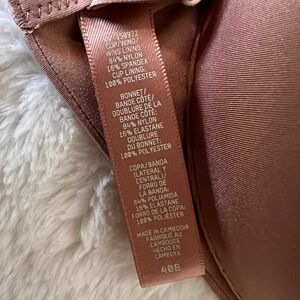 CUP/WING/
WING LINING:
84% NYLON
16% SPANDEX
CUP LINING:
100% POLYESTER
BONNET/
BANDE CÔTÉ/
DOUBLURE DE LA
BANDE CÔTÉ:
84% NYLON
16% ÉLASTANE
DOUBLURE
DU BONNET:
100% POLYESTER
COPA/BANDA
(LATERAL Y
CENTRAL)/
FORRO DE
LA BANDA:
84% POLIAMIDA
16% ELASTANO
FORRO DE LA COPA:
100% POLIÉSTER
MADE IN CAMBODIA
FABRIQUÉ AU
CAMBODGE
HECHO EN
CAMBOYA
40B